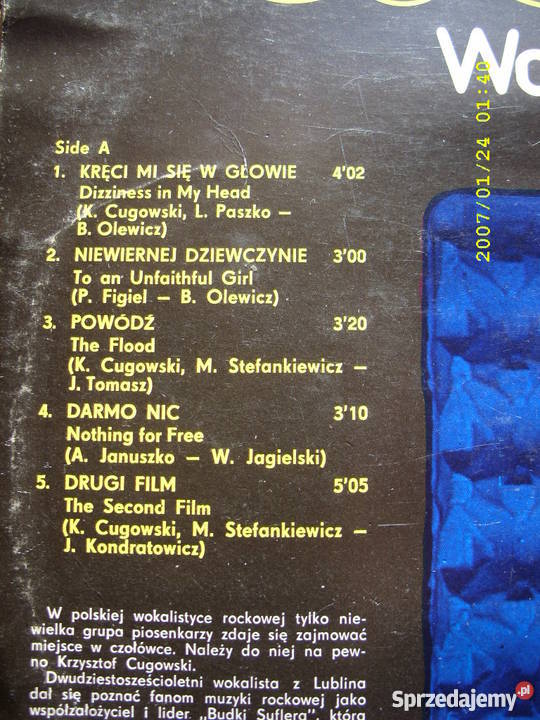 Wo
2007/01/24 01:40
Side A
1. KRĘCI MI SIĘ W GŁOWIE 4'02
Dizziness in My Head
(K. Cugowski, L. Paszko –
B. Olewicz)
2. NIEWIERNEJ DZIEWCZYNIE 3'00
To an Unfaithful Girl
(P. Figiel – B. Olewicz)
3. POWÓDŹ 3'20
The Flood
(K. Cugowski, M. Stefankiewicz –
J. Tomasz)
4. DARMO NIC 3'10
Nothing for Free
(A. Januszko – W. Jagielski)
5. DRUGI FILM 5'05
The Second Film
(K. Cugowski, M. Stefankiewicz –
J. Kondratowicz)
W polskiej wokalistyce rockowej tylko nie-
wielka grupa piosenkarzy zdaje się zajmować
miejsce w czołówce. Należy do niej na pew-
no Krzysztof Cugowski.
Dwudziestosześcioletni wokalista z Lublina
dał się poznać fanom muzyki rockowej jako
współzałożyciel i lider „Budki Suflera", która
Sprzedajemy.pl